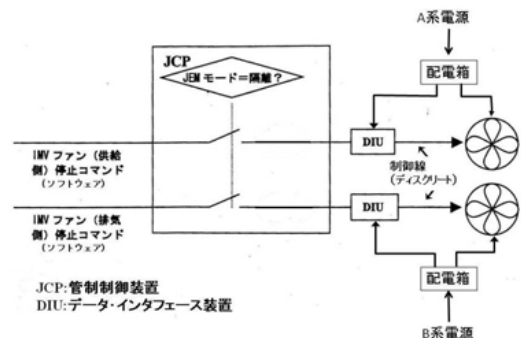 A系電源
配電箱
JCP
JEMモード=隔離?
DIU
IMVファン(供給
側)停止コマンド
(ソフトウェア)
制御線
(ディスクリート)
DIU
IMVファン(排気
側)停止コマンド
(ソフトウェア)
配電箱
JCP:管制制御装置
DIU:データ・インタフェース装置
B系電源